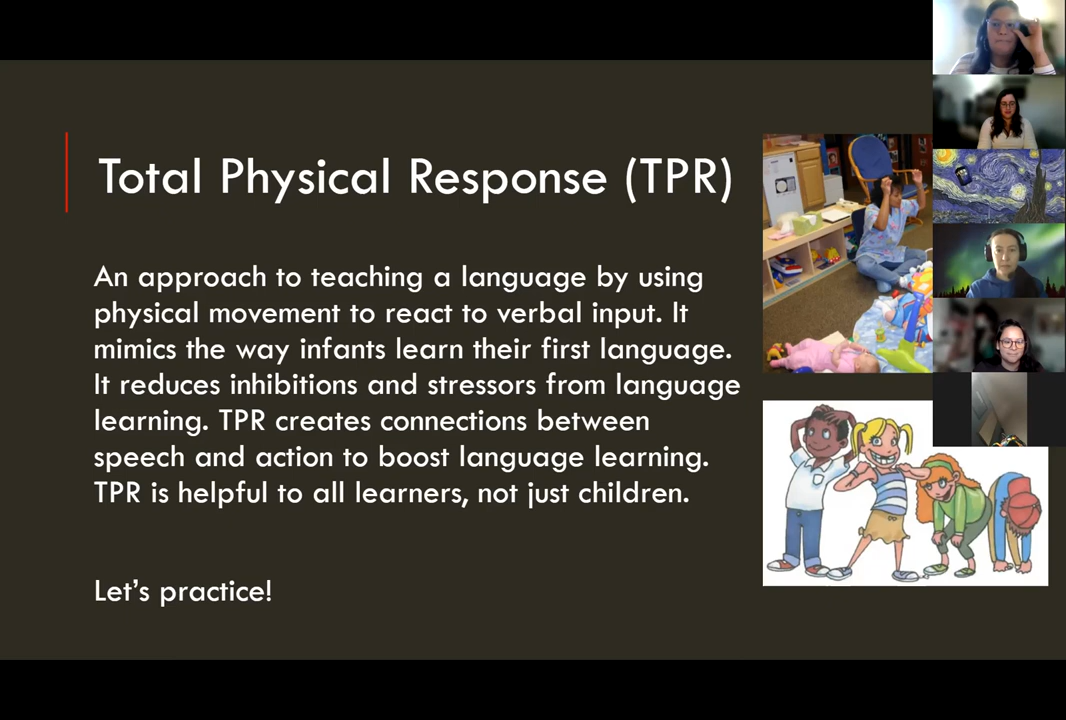 Total Physical Response (TPR)
An approach to teaching a language by using
physical movement to react to verbal input. It
mimics the way infants learn their first language.
It reduces inhibitions and stressors from language
learning. TPR creates connections between
speech and action to boost language learning.
TPR is helpful to all learners, not just children.
Let's practice!